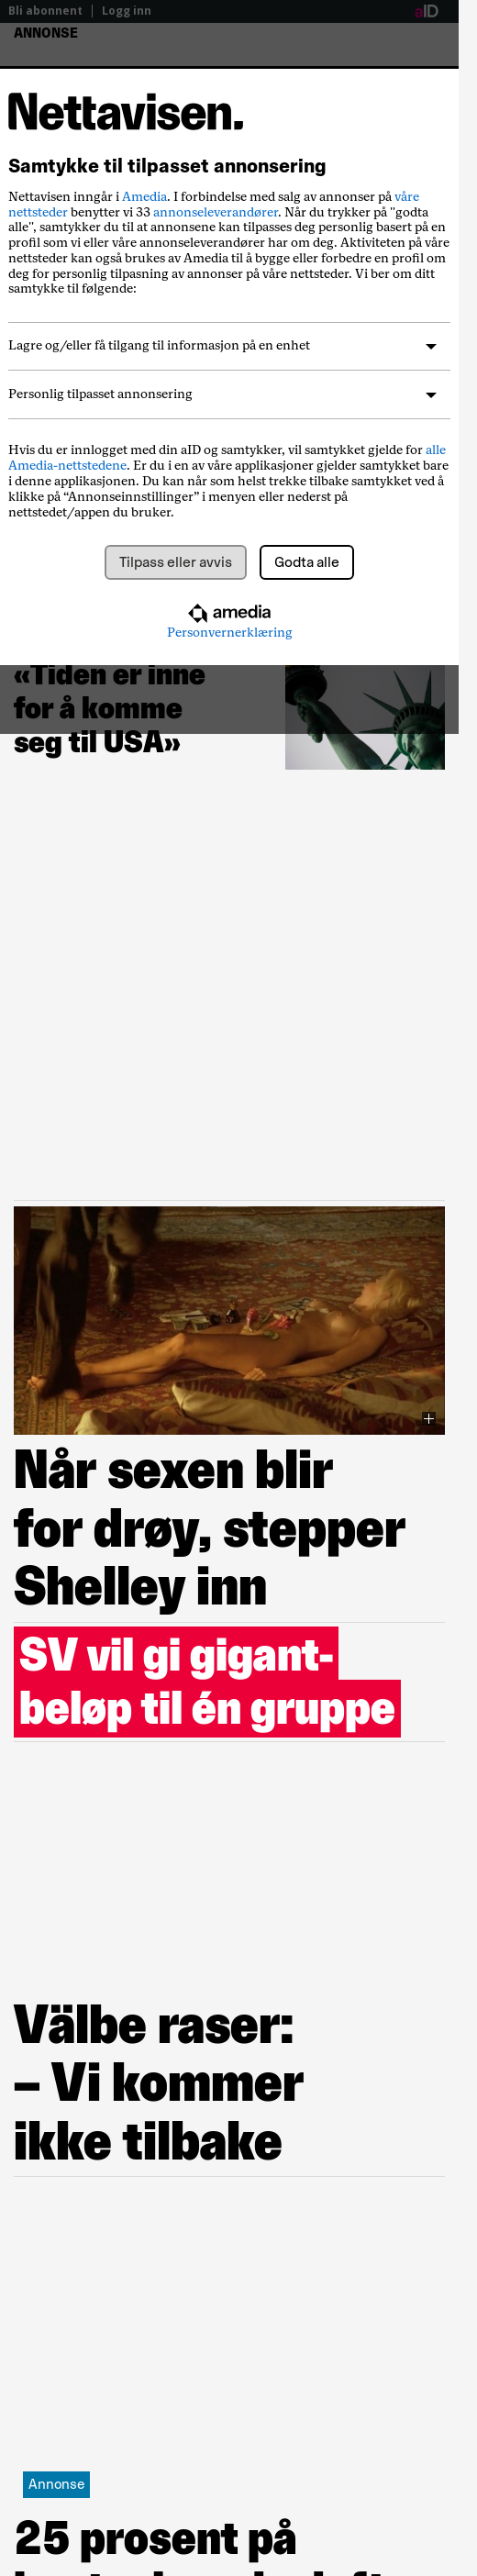 Bli abonnent | Logg inn
aID
ANNONSE
Nettavisen.
Samtykke til tilpasset annonsering
Nettavisen inngår i Amedia. I forbindelse med salg av annonser på våre
nettsteder benytter vi 33 annonseleverandører. Når du trykker på "godta
alle", samtykker du til at annonsene kan tilpasses deg personlig basert på en
profil som vi eller våre annonseleverandører har om deg. Aktiviteten på våre
nettsteder kan også brukes av Amedia til å bygge eller forbedre en profil om
deg for personlig tilpasning av annonser på våre nettsteder. Vi ber om ditt
samtykke til følgende:
Lagre og/eller få tilgang til informasjon på en enhet
Personlig tilpasset annonsering
Hvis du er innlogget med din aID og samtykker, vil samtykket gjelde for alle
Amedia-nettstedene. Er du i en av våre applikasjoner gjelder samtykket bare
i denne applikasjonen. Du kan når som helst trekke tilbake samtykket ved å
klikke på “Annonseinnstillinger” i menyen eller nederst på
nettstedet/appen du bruker.
Tilpass eller avvis
Godta alle
amedia
Personvernerklæring
«Tiden er inne
for å komme
seg til USA»
Når sexen blir
for drøy, stepper
Shelley inn
SV vil gi gigant-
beløp til én gruppe
Välbe raser:
– Vi kommer
ikke tilbake
Annonse
25 prosent på